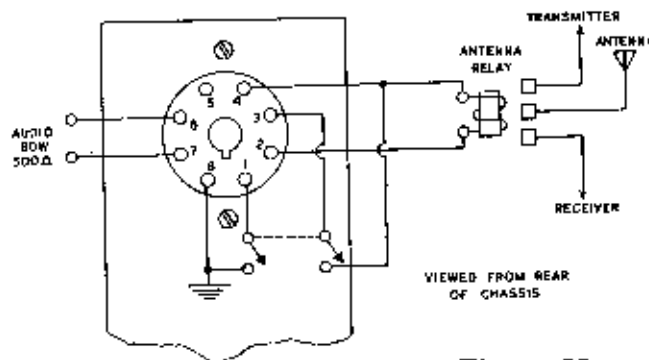 TRANSMITTER
ANTENNA
ANTENNA
RELAY
5
4
6
3
7
2
8
1
AUDIO
80W
500Ω
RECEIVER
VIEWED FROM REAR
OF CHASSIS